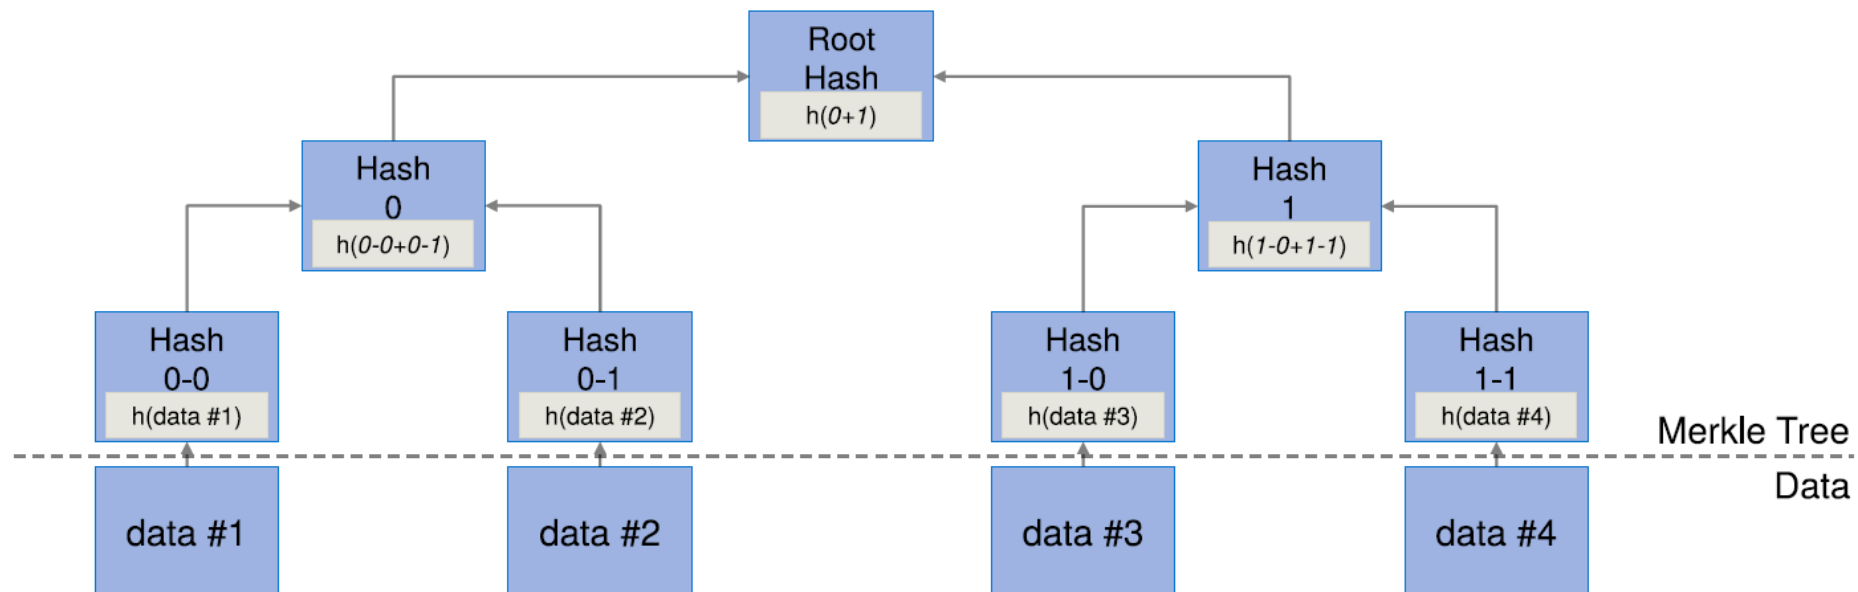 Root
Hash
h(0+1)
Hash
0
h(0-0+0-1)
Hash
1
h(1-0+1-1)
Hash
0-0
h(data #1)
Hash
0-1
h(data #2)
Hash
1-0
h(data #3)
Hash
1-1
h(data #4)
Merkle Tree
Data
data #1
data #2
data #3
data #4